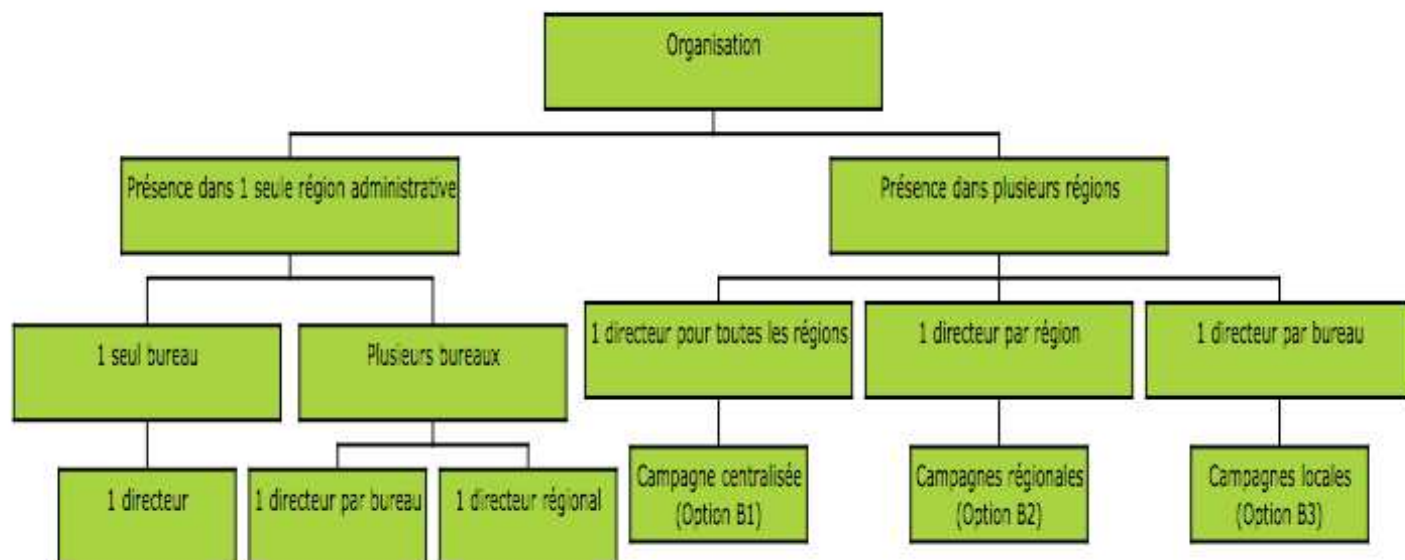 Organisation
Présence dans 1 seule région administrative
Présence dans plusieurs régions
1 seul bureau
Plusieurs bureaux
1 directeur pour toutes les régions
1 directeur par région
1 directeur par bureau
1 directeur
1 directeur par bureau
1 directeur régional
Campagne centralisée
(Option B1)
Campagnes régionales
(Option B2)
Campagnes locales
(Option B3)